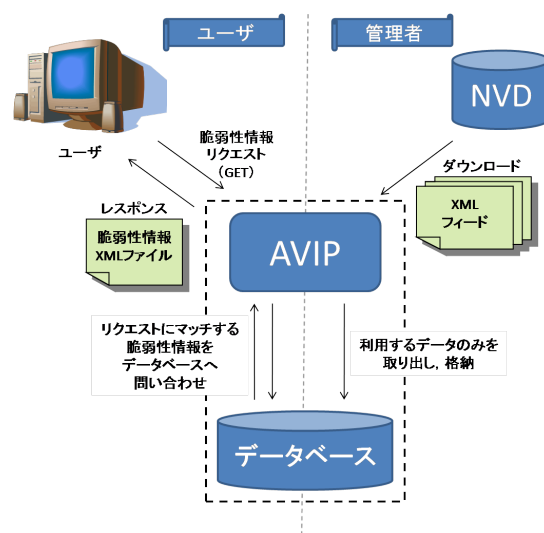 ユーザ
管理者
NVD
ユーザ
脆弱性情報
リクエスト
（GET）
ダウンロード
XML
フィード
レスポンス
脆弱性情報
XMLファイル
AVIP
リクエストにマッチする
脆弱性情報を
データベースへ
問い合わせ
利用するデータのみを
取り出し，格納
データベース